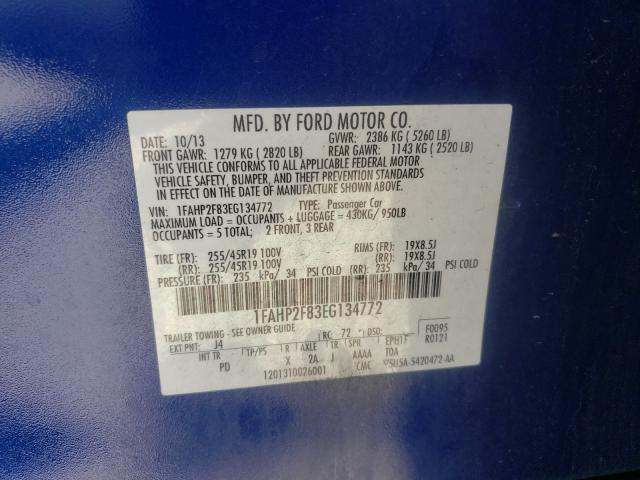 MFD. BY FORD MOTOR CO.
DATE: 10/13 GVWR: 2386 KG ( 5260 LB)
FRONT GAWR: 1279 KG ( 2820 LB) REAR GAWR: 1143 KG ( 2520 LB)
THIS VEHICLE CONFORMS TO ALL APPLICABLE FEDERAL MOTOR
VEHICLE SAFETY, BUMPER, AND THEFT PREVENTION STANDARDS
IN EFFECT ON THE DATE OF MANUFACTURE SHOWN ABOVE.
VIN: 1FAHP2F83EG134772 TYPE: Passenger Car
MAXIMUM LOAD = OCCUPANTS + LUGGAGE = 430KG/ 950LB
OCCUPANTS = 5 TOTAL; 2 FRONT, 3 REAR
TIRE (FR): 255/45R19 100V RIMS (FR): 19X8.5J
(RR): 255/45R19 100V (RR): 19X8.5J
PRESSURE (FR): 235 kPa/ 34 PSI COLD (RR): 235 kPa/ 34 PSI COLD
1FAHP2F83EG134772
TRAILER TOWING - SEE OWNER GUIDE RC: 72 DSO: F0095
EXT PNT: J4 R0121
INT TR TP/PS R AXLE TR SPR EPH17
PD X 2A J AAAA TOA
1201310026001 CMC 5U5A-5420472-AA